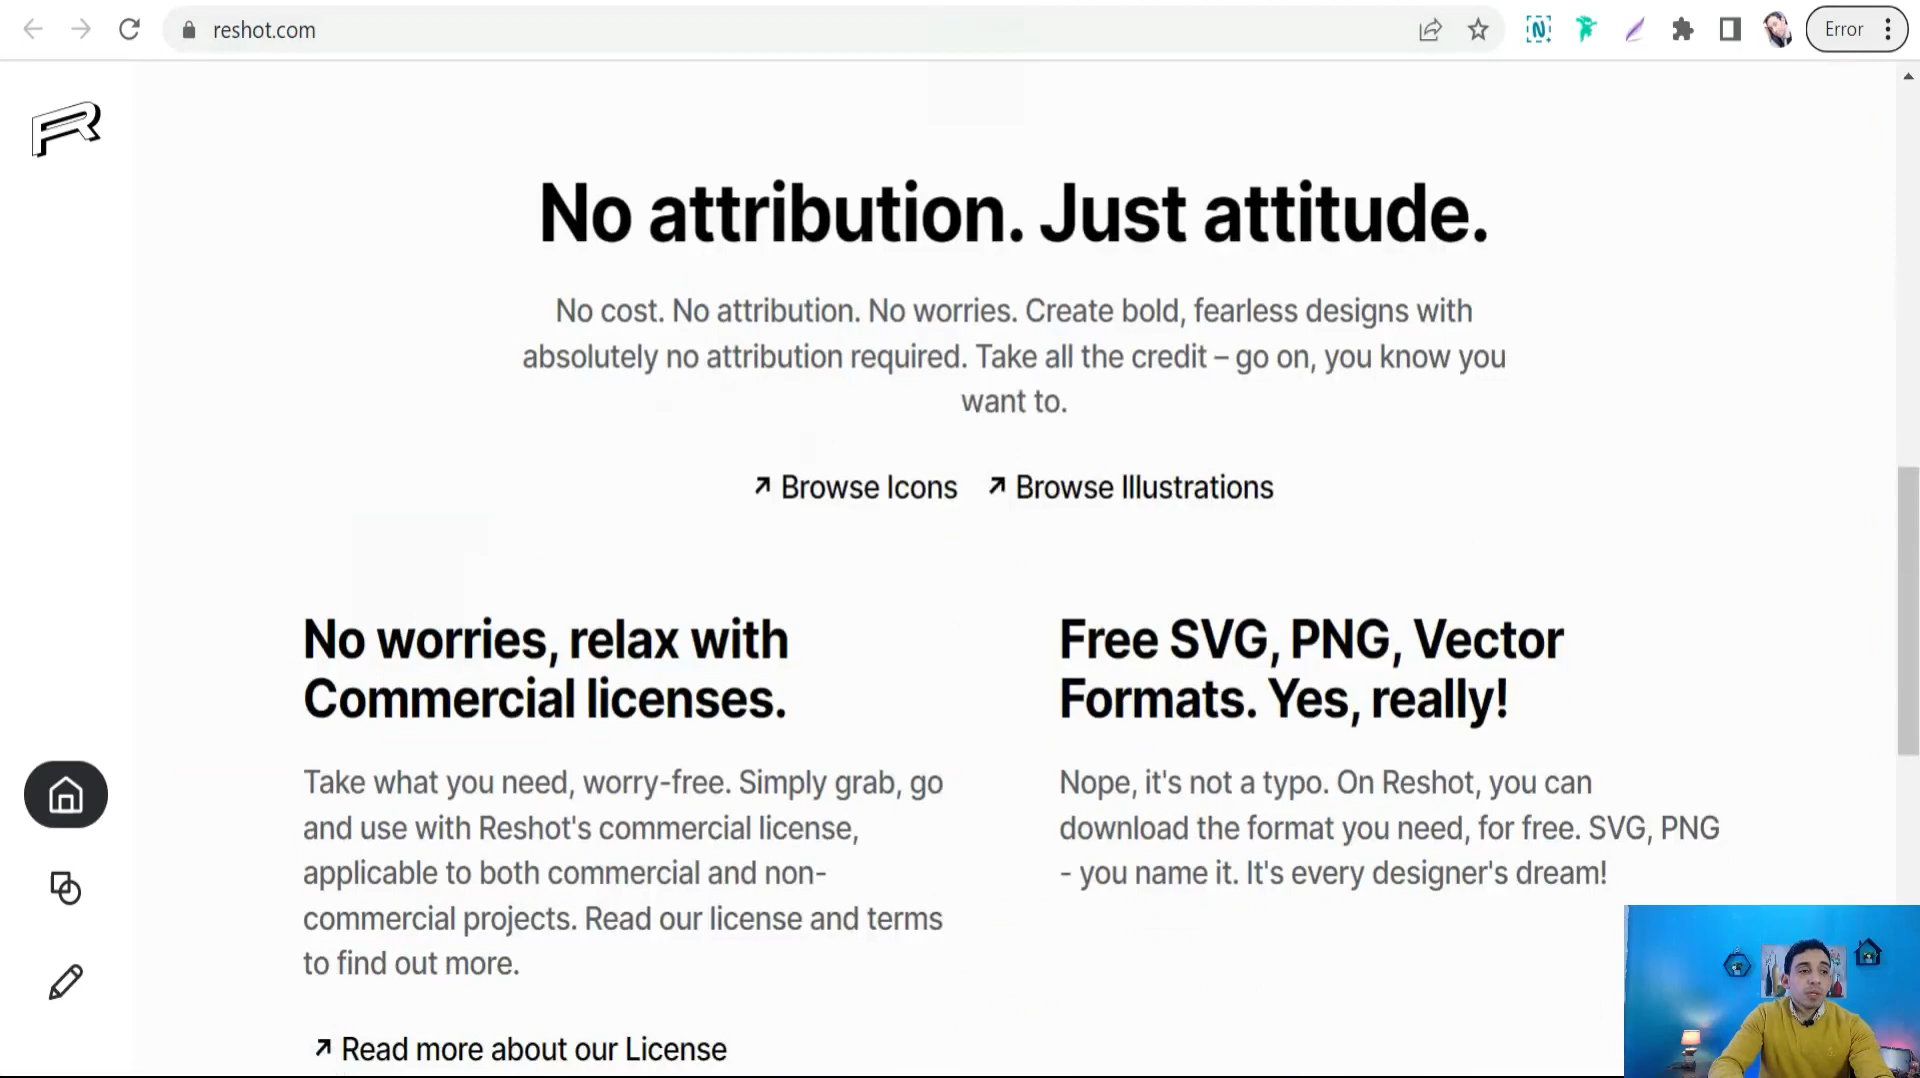 reshot.com
Error
No attribution. Just attitude.
No cost. No attribution. No worries. Create bold, fearless designs with
absolutely no attribution required. Take all the credit – go on, you know you
want to.
Browse Icons
Browse Illustrations
No worries, relax with
Commercial licenses.
Take what you need, worry-free. Simply grab, go
and use with Reshot's commercial license,
applicable to both commercial and non-
commercial projects. Read our license and terms
to find out more.
Read more about our License
Free SVG, PNG, Vector
Formats. Yes, really!
Nope, it's not a typo. On Reshot, you can
download the format you need, for free. SVG, PNG
- you name it. It's every designer's dream!